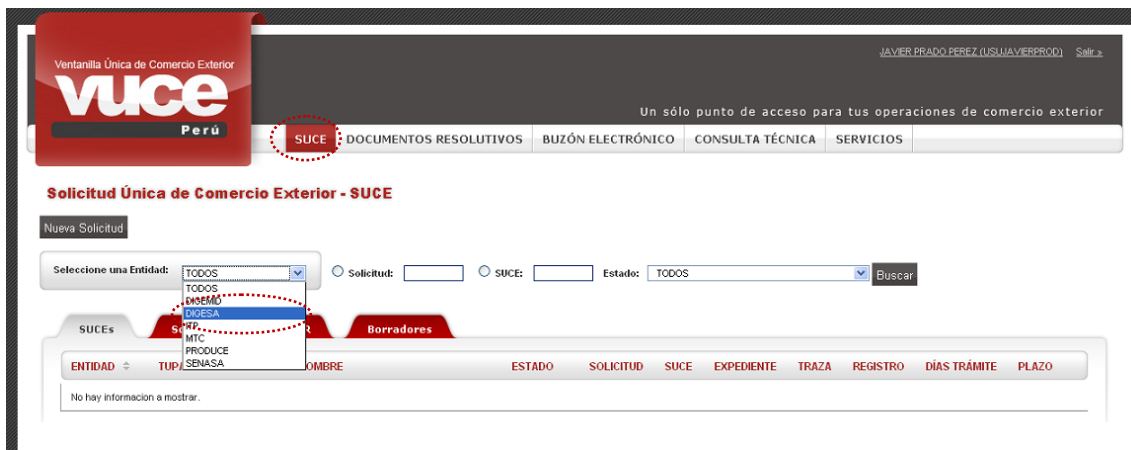 JAVIER PRADO PEREZ (USUJAVIERPROD) Salir »
Ventanilla Única de Comercio Exterior
vuce
Perú
Un sólo punto de acceso para tus operaciones de comercio exterior
SUCE DOCUMENTOS RESOLUTIVOS BUZÓN ELECTRÓNICO CONSULTA TÉCNICA SERVICIOS
Solicitud Única de Comercio Exterior - SUCE
Nueva Solicitud
Seleccione una Entidad: TODOS Solicitud: SUCE: Estado: TODOS Buscar
TODOS
DIGEMID
DIGESA
ITP
MTC
PRODUCE
SENASA
SUCEs Borradores
ENTIDAD ESTADO SOLICITUD SUCE EXPEDIENTE TRAZA REGISTRO DÍAS TRÁMITE PLAZO
No hay informacion a mostrar.